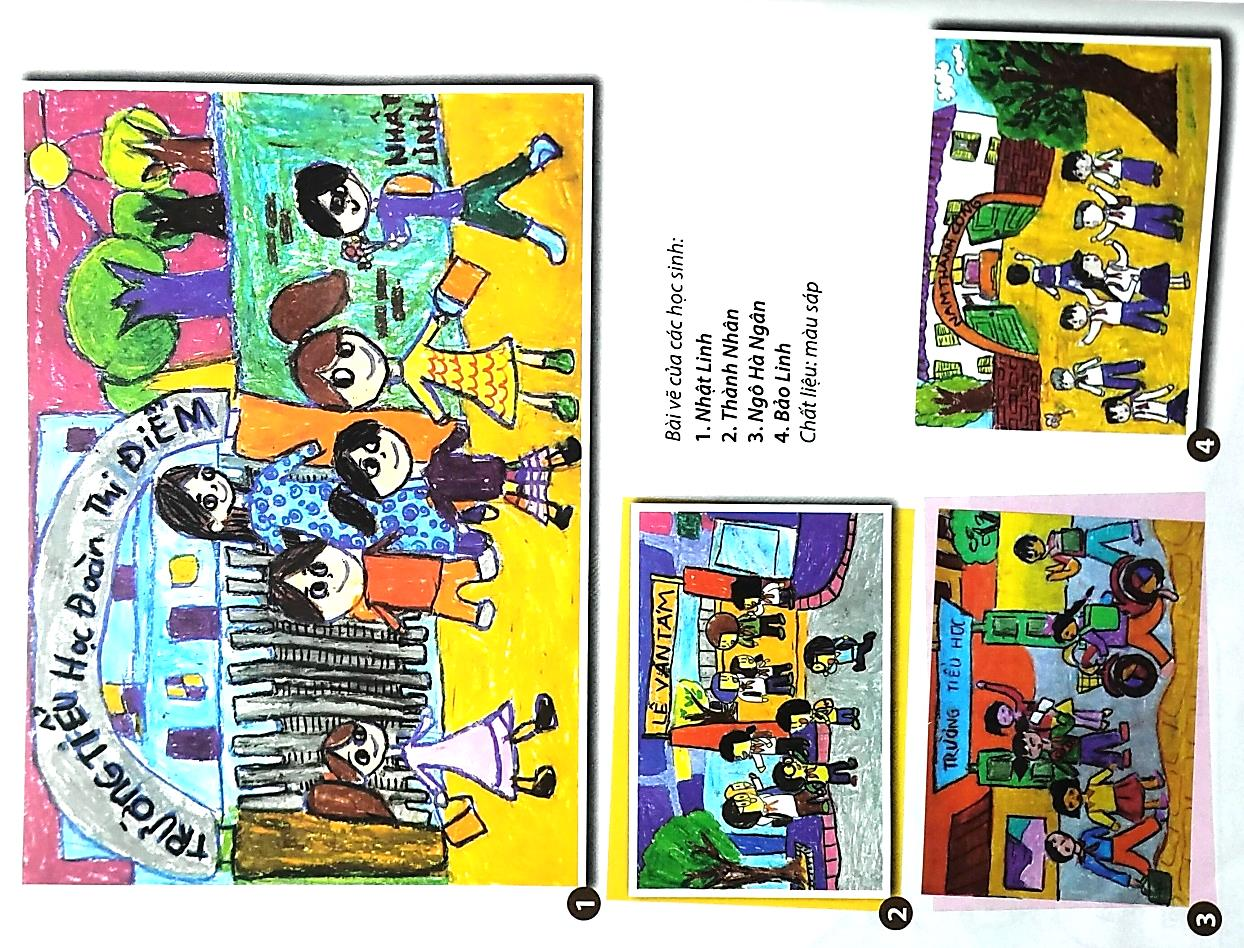 TRƯỜNG TIỂU HỌC ĐOÀN THỊ ĐIỂM
NHẬT
LINH
1
Bài vẽ của các học sinh:
1. Nhật Linh
2. Thành Nhân
3. Ngô Hà Ngân
4. Bảo Linh
Chất liệu: màu sáp
LÊ VĂN TÁM
2
TRƯỜNG TIỂU HỌC
3
NAM THÀNH CÔNG
4